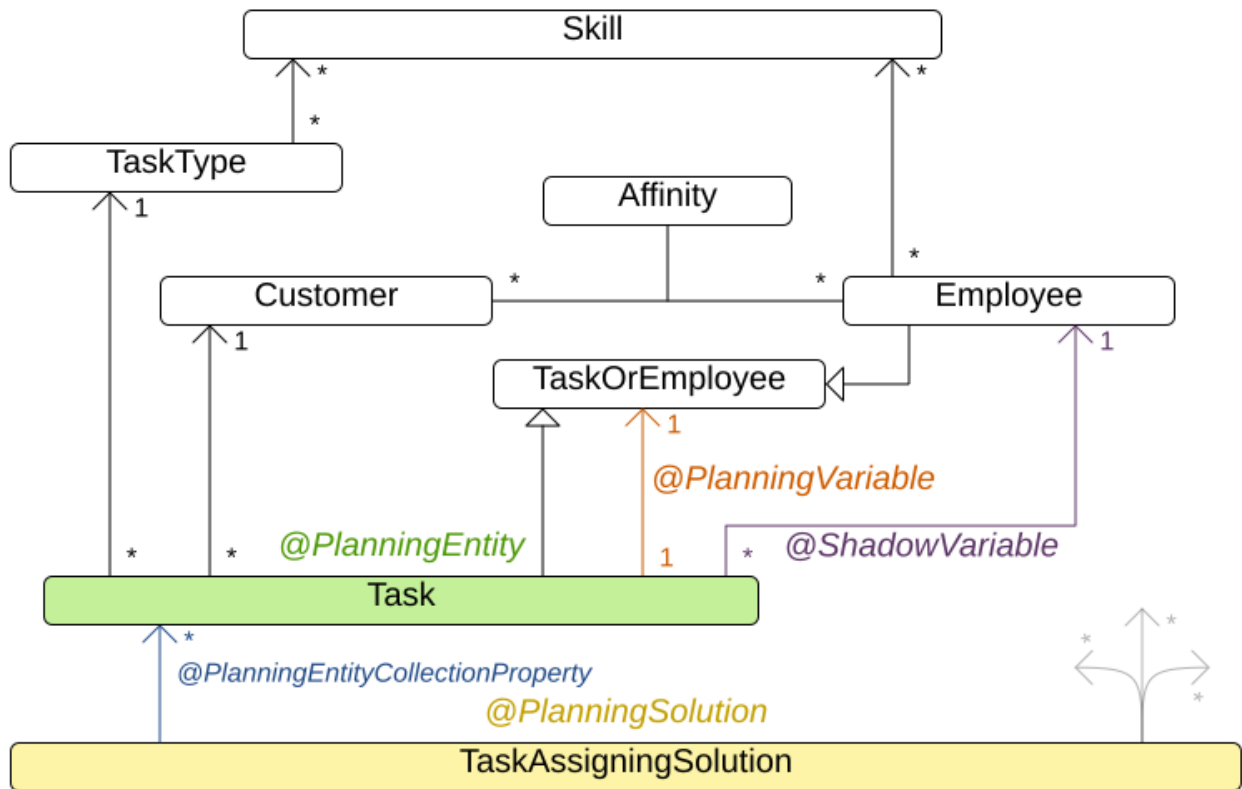 Skill
*
*
*
TaskType
1
Affinity
*
*
*
Customer
Employee
1
1
TaskOrEmployee
1
@PlanningVariable
@PlanningEntity
*
*
1
*
@ShadowVariable
Task
*
@PlanningEntityCollectionProperty
*
*
*
@PlanningSolution
TaskAssigningSolution